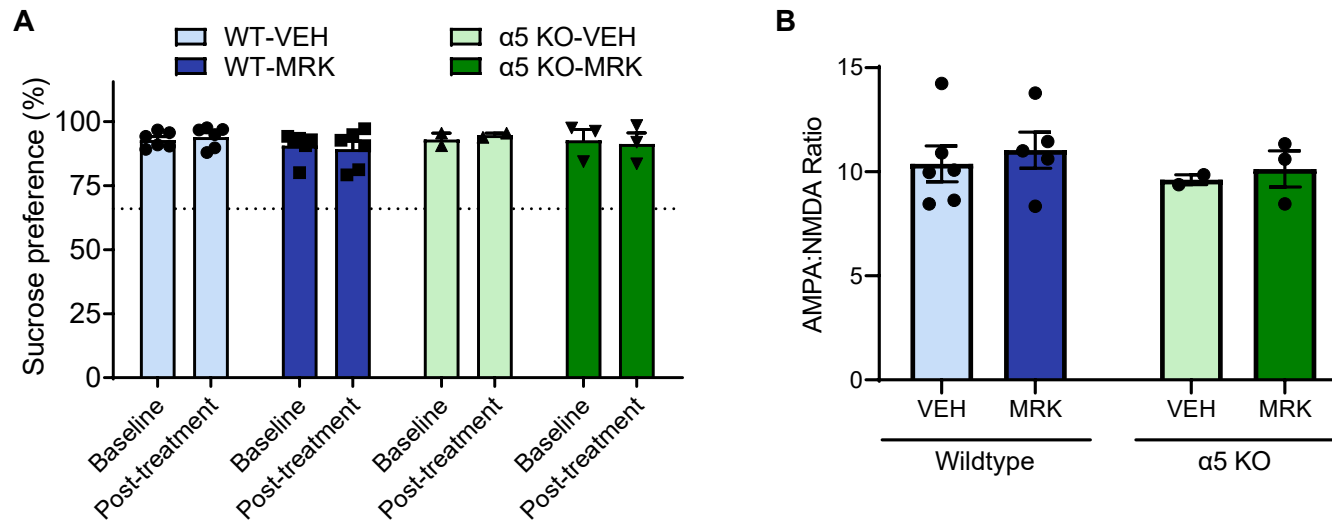 A
WT-VEH
α5 KO-VEH
WT-MRK
α5 KO-MRK
Sucrose preference (%)
100
75
50
25
0
Baseline
Post-treatment
Baseline
Post-treatment
Baseline
Post-treatment
Baseline
Post-treatment
B
AMPA:NMDA Ratio
15
10
5
0
VEH
MRK
VEH
MRK
Wildtype
α5 KO